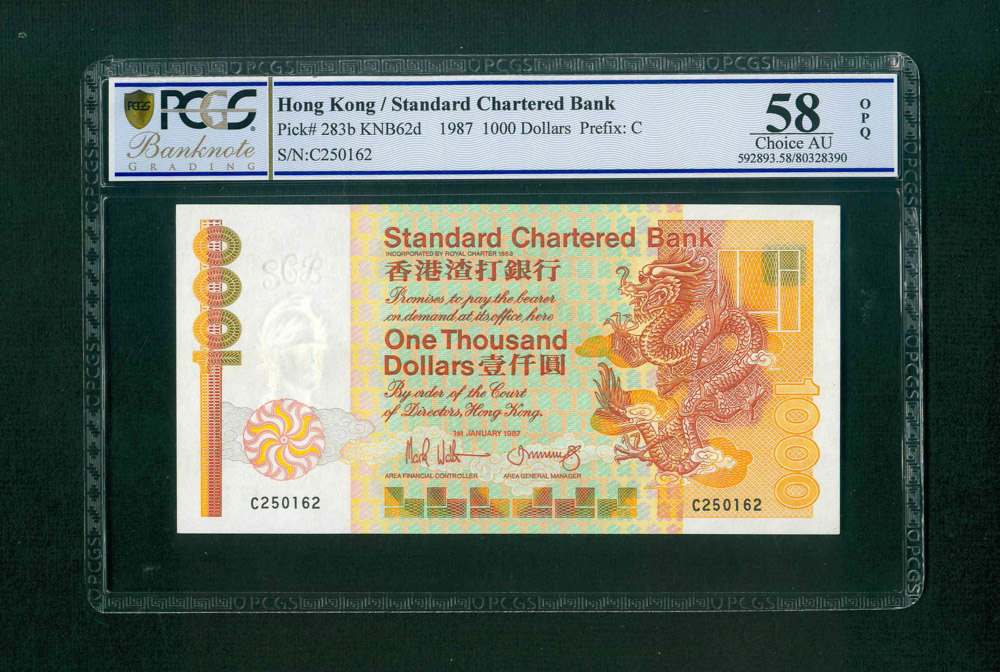 PCGS
Banknote
GRADING
Hong Kong / Standard Chartered Bank
Pick# 283b KNB62d 1987 1000 Dollars Prefix: C
S/N:C250162
58
Choice AU
592893.58/80328390
OPQ
1000
SCB
Standard Chartered Bank
INCORPORATED BY ROYAL CHARTER 1853
香港渣打銀行
Promises to pay the bearer
on demand at its office here
One Thousand
Dollars 壹仟圓
By order of the Court
of Directors, Hong Kong.
1st JANUARY 1987
AREA FINANCIAL CONTROLLER
AREA GENERAL MANAGER
C250162
C250162
1000